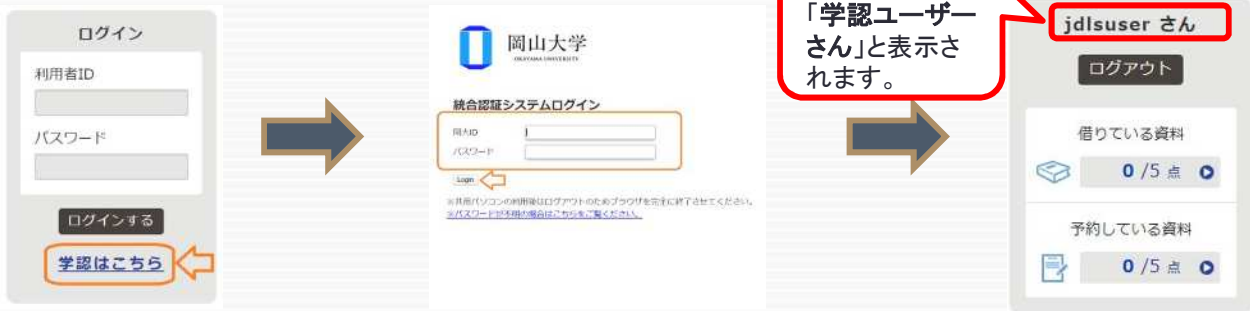 ログイン
利用者ID
パスワード
ログインする
学認はこちら
岡山大学
OKAYAMA UNIVERSITY
統合認証システムログイン
岡大ID
パスワード
Login
※共用パソコンの利用後はログアウトのためブラウザを完全に終了させてください。
※パスワードが不明の場合はこちらをご覧ください。
「学認ユーザー
さん」と表示さ
れます。
jdlsuser さん
ログアウト
借りている資料
0 /5 点
予約している資料
0 /5 点